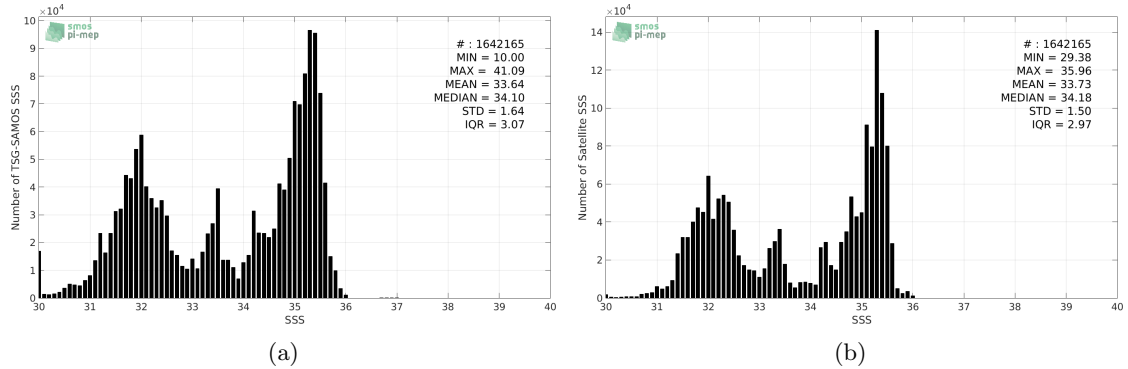 ×10⁴
smos
pi-mep
# : 1642165
MIN = 10.00
MAX = 41.09
MEAN = 33.64
MEDIAN = 34.10
STD = 1.64
IQR = 3.07
Number of TSG-SAMOS SSS
10
9
8
7
6
5
4
3
2
1
0
30 31 32 33 34 35 36 37 38 39 40
SSS
(a)
×10⁴
smos
pi-mep
# : 1642165
MIN = 29.38
MAX = 35.96
MEAN = 33.73
MEDIAN = 34.18
STD = 1.50
IQR = 2.97
Number of Satellite SSS
14
12
10
8
6
4
2
0
30 31 32 33 34 35 36 37 38 39 40
SSS
(b)